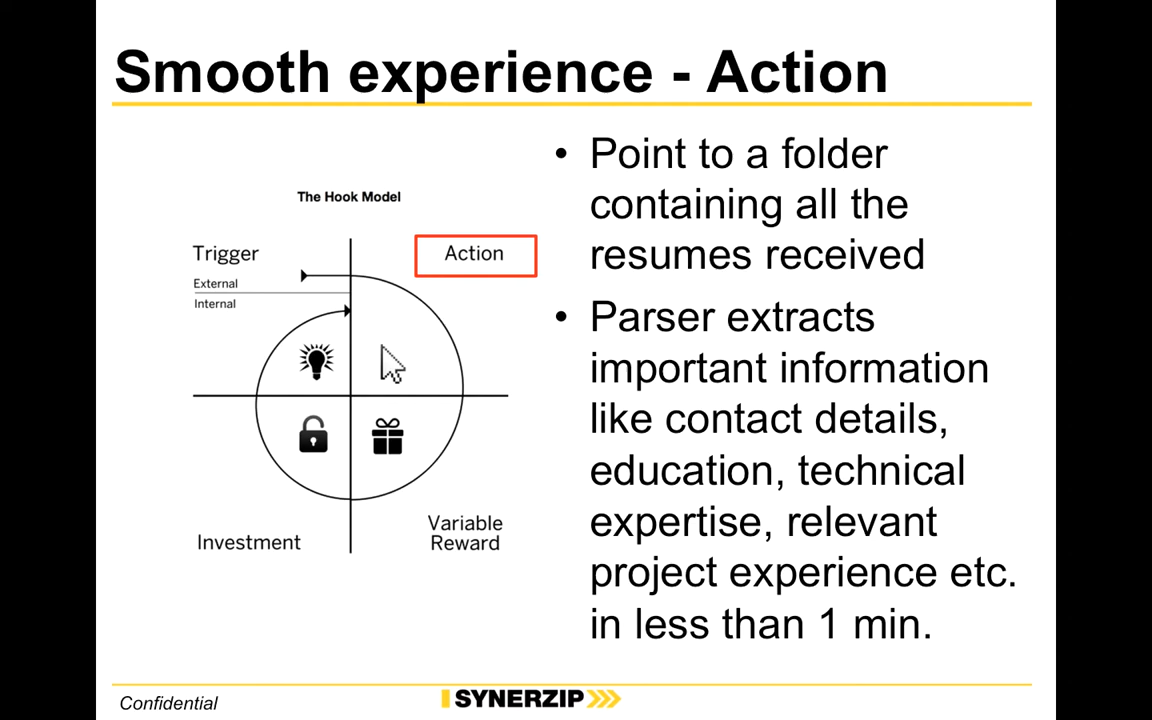 Smooth experience - Action
The Hook Model
Trigger
External
Internal
Action
Investment
Variable
Reward
• Point to a folder
containing all the
resumes received
• Parser extracts
important information
like contact details,
education, technical
expertise, relevant
project experience etc.
in less than 1 min.
Confidential
SYNERZIP